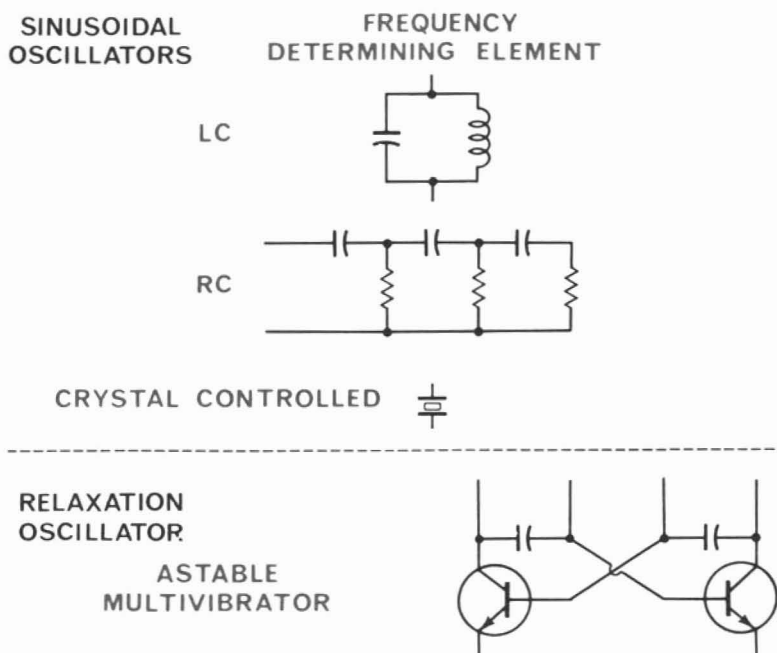 SINUSOIDAL
OSCILLATORS
FREQUENCY
DETERMINING ELEMENT
LC
RC
CRYSTAL CONTROLLED
RELAXATION
OSCILLATOR.
ASTABLE
MULTIVIBRATOR